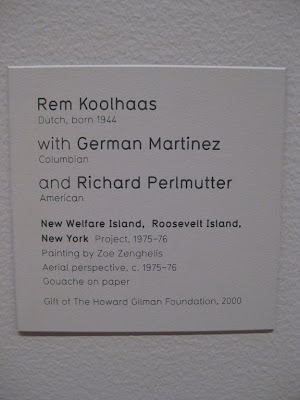 Rem Koolhaas
Dutch, born 1944
with German Martinez
Columbian
and Richard Perlmutter
American
New Welfare Island, Roosevelt Island,
New York Project, 1975-76
Painting by Zoe Zenghelis
Aerial perspective, c. 1975-76
Gouache on paper
Gift of The Howard Gilman Foundation, 2000